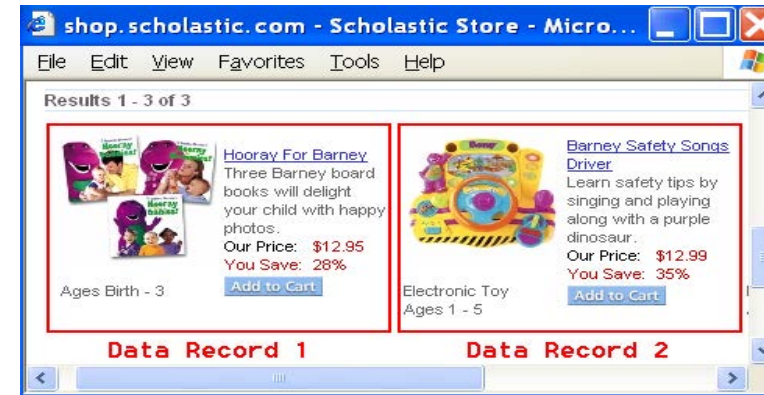 shop.scholastic.com - Scholastic Store - Micro...
File Edit View Favorites Tools Help
Results 1 - 3 of 3
Hooray For Barney
Three Barney board
books will delight
your child with happy
photos.
Our Price: $12.95
You Save: 28%
Add to Cart
Ages Birth - 3
Barney Safety Songs
Driver
Learn safety tips by
singing and playing
along with a purple
dinosaur.
Our Price: $12.99
You Save: 35%
Add to Cart
Electronic Toy
Ages 1 - 5
Data Record 1
Data Record 2